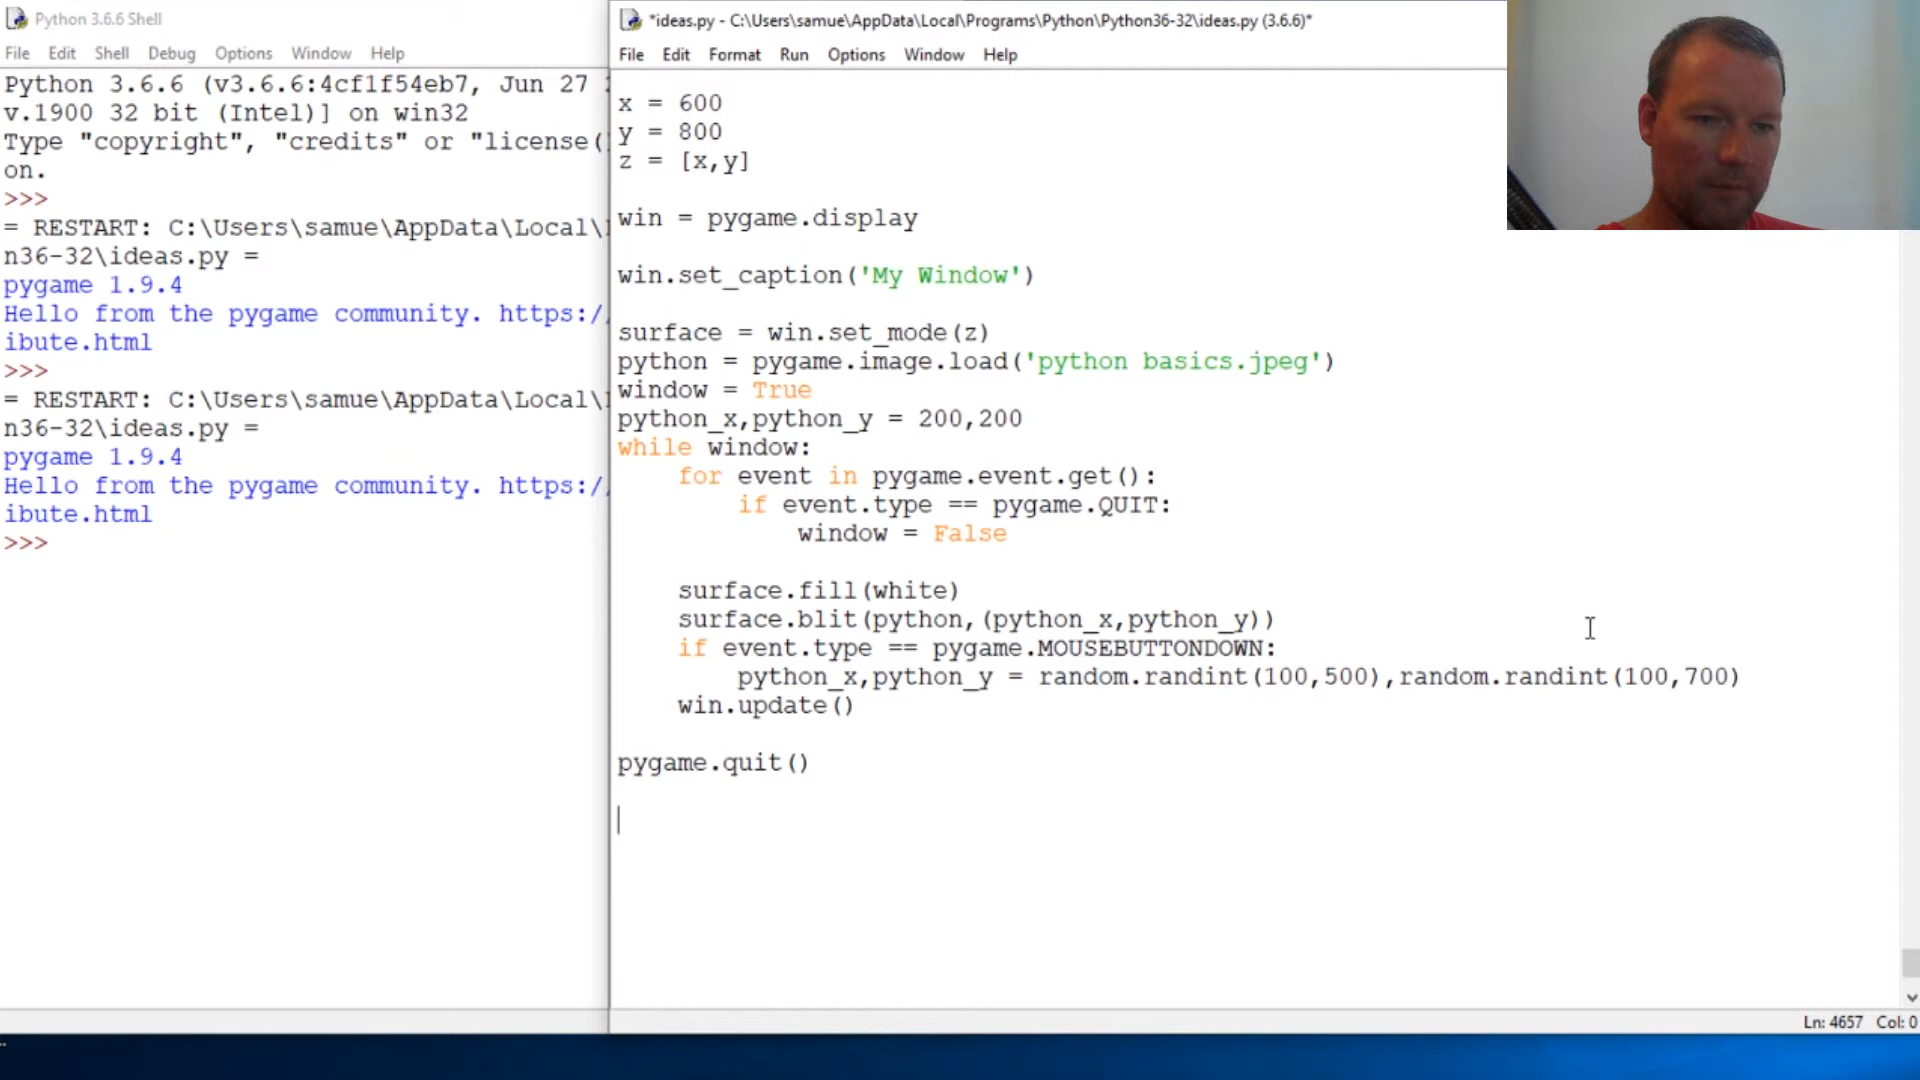 Python 3.6.6 Shell
File Edit Shell Debug Options Window Help
Python 3.6.6 (v3.6.6:4cf1f54eb7, Jun 27
v.1900 32 bit (Intel)] on win32
Type "copyright", "credits" or "license()
on.
>>>
= RESTART: C:\Users\samue\AppData\Local\
n36-32\ideas.py =
pygame 1.9.4
Hello from the pygame community. https:/
ibute.html
>>>
= RESTART: C:\Users\samue\AppData\Local\
n36-32\ideas.py =
pygame 1.9.4
Hello from the pygame community. https:/
ibute.html
>>>
*ideas.py - C:\Users\samue\AppData\Local\Programs\Python\Python36-32\ideas.py (3.6.6)*
File Edit Format Run Options Window Help
x = 600
y = 800
z = [x,y]
win = pygame.display
win.set_caption('My Window')
surface = win.set_mode(z)
python = pygame.image.load('python basics.jpeg')
window = True
python_x,python_y = 200,200
while window:
    for event in pygame.event.get():
        if event.type == pygame.QUIT:
            window = False
    surface.fill(white)
    surface.blit(python,(python_x,python_y))
    if event.type == pygame.MOUSEBUTTONDOWN:
        python_x,python_y = random.randint(100,500),random.randint(100,700)
    win.update()
pygame.quit()
Ln: 4657 Col: 0